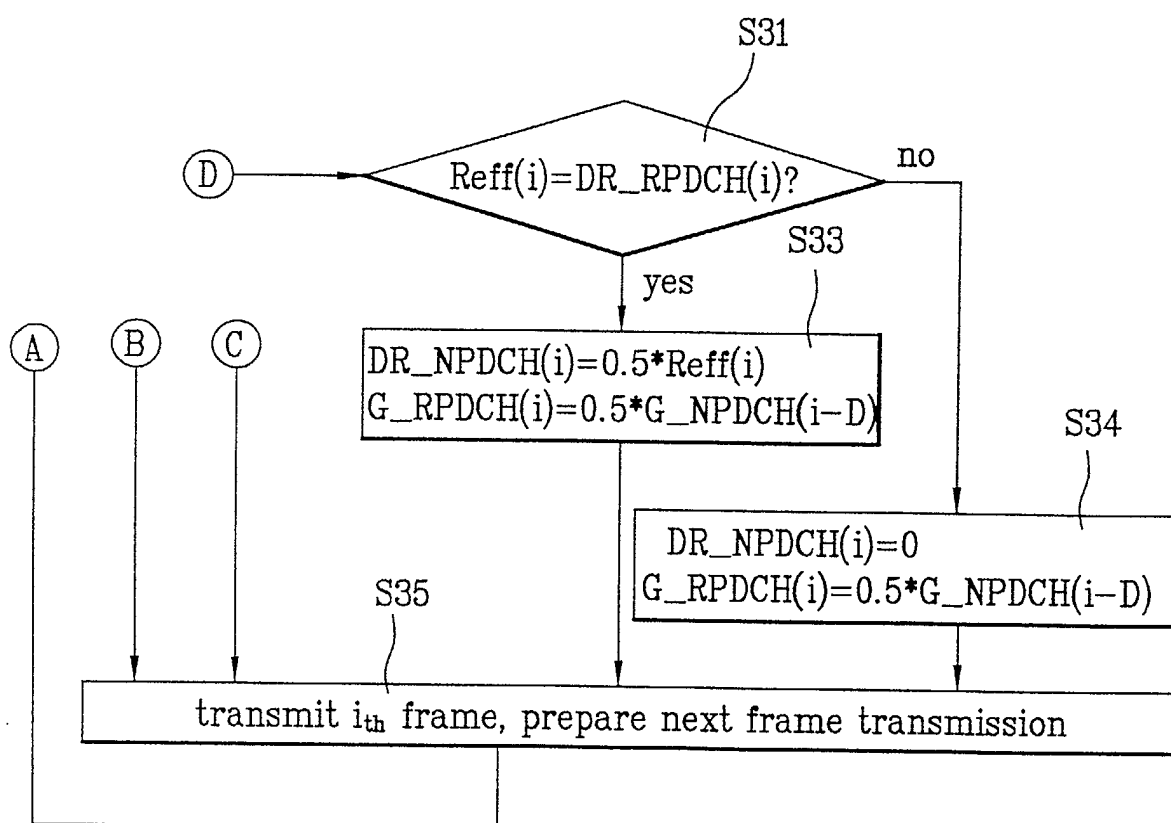 S31
D
Reff(i)=DR_RPDCH(i)?
no
S33
yes
A
B
C
DR_NPDCH(i)=0.5*Reff(i)
G_RPDCH(i)=0.5*G_NPDCH(i-D)
S34
DR_NPDCH(i)=0
G_RPDCH(i)=0.5*G_NPDCH(i-D)
S35
transmit ith frame, prepare next frame transmission